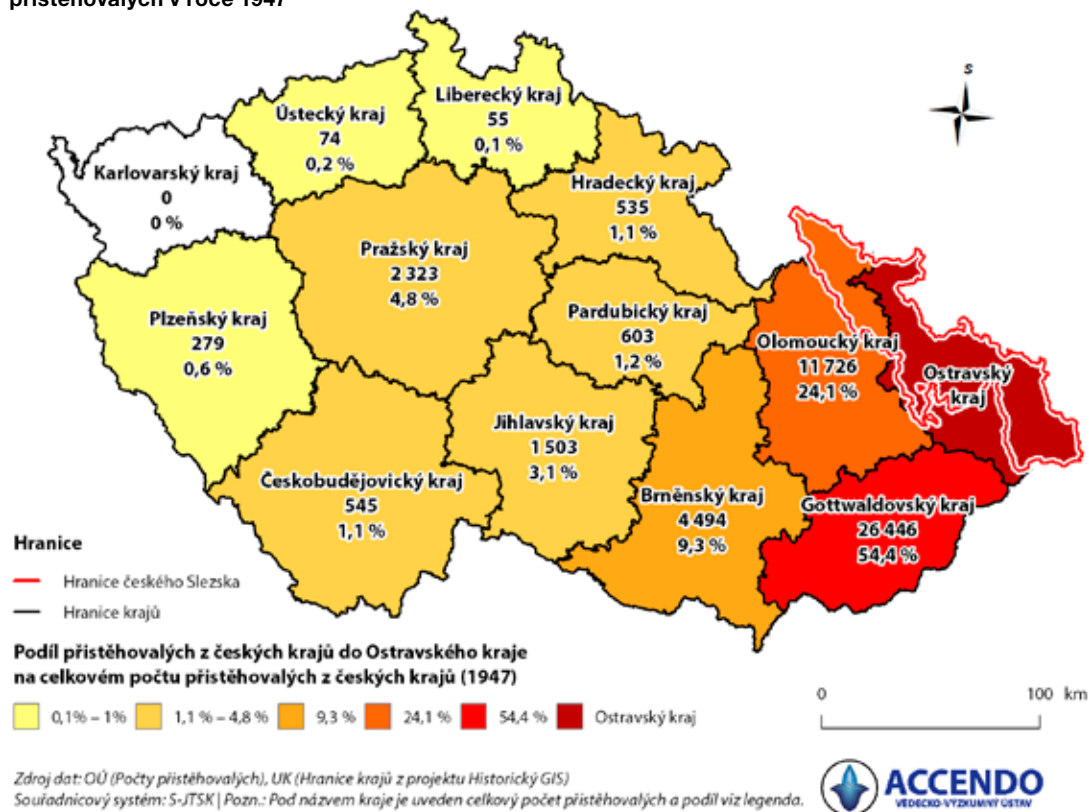 přistěhovalých v roce 1947
S
Liberecký kraj
55
0,1 %
Ústecký kraj
74
0,2 %
Karlovarský kraj
0
0 %
Hradecký kraj
535
1,1 %
Pražský kraj
2 323
4,8 %
Plzeňský kraj
279
0,6 %
Pardubický kraj
603
1,2 %
Olomoucký kraj
11 726
24,1 %
Ostravský
kraj
Jihlavský kraj
1 503
3,1 %
Českobudějovický kraj
545
1,1 %
Brněnský kraj
4 494
9,3 %
Gottwaldovský kraj
26 446
54,4 %
Hranice
Hranice českého Slezska
Hranice krajů
Podíl přistěhovalých z českých krajů do Ostravského kraje
na celkovém počtu přistěhovalých z českých krajů (1947)
0,1% – 1% 1,1 % – 4,8 % 9,3 % 24,1 % 54,4 % Ostravský kraj
0 100 km
Zdroj dat: OÚ (Počty přistěhovalých), UK (Hranice krajů z projektu Historický GIS)
Souřadnicový systém: S-JTSK | Pozn.: Pod názvem kraje je uveden celkový počet přistěhovalých a podíl viz legenda.
ACCENDO
VĚDECKO-VÝZKUMNÝ ÚSTAV